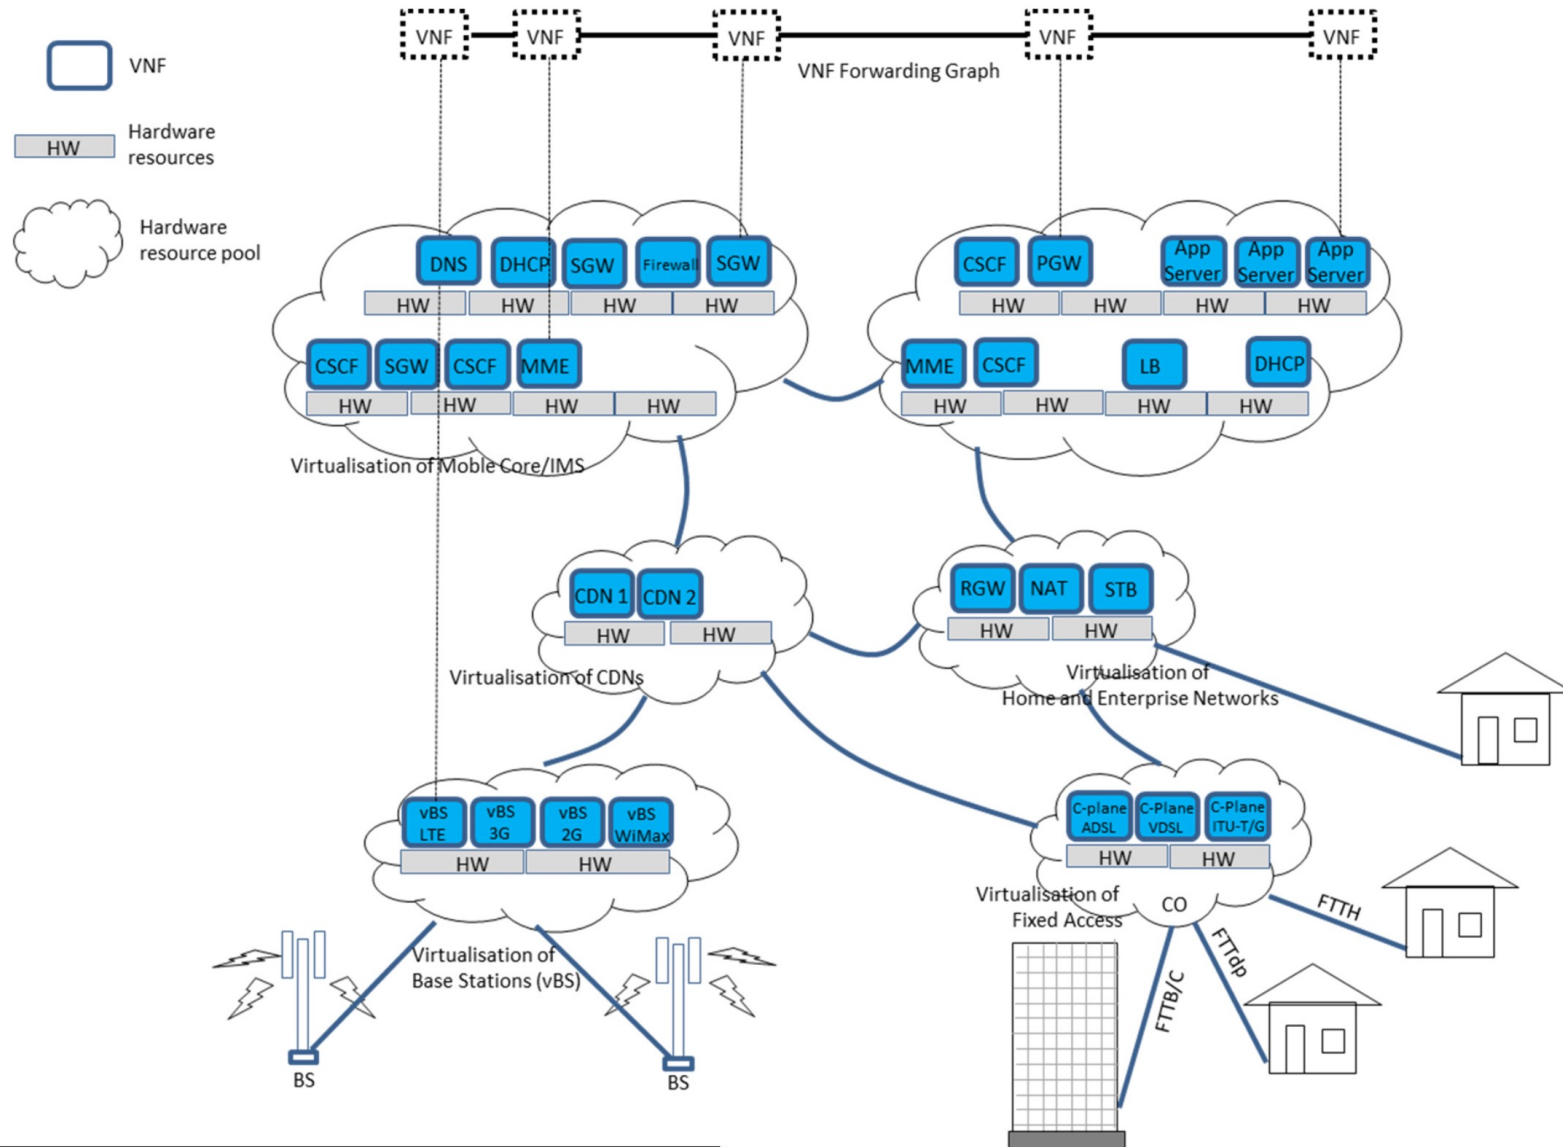 VNF VNF VNF VNF VNF
VNF Forwarding Graph
VNF
HW
Hardware
resources
Hardware
resource pool
DNS DHCP SGW Firewall SGW
HW HW HW HW
CSCF SGW CSCF MME
HW HW HW HW
Virtualisation of Moble Core/IMS
CSCF PGW
App
Server
App
Server
App
Server
HW HW HW HW
MME CSCF LB DHCP
HW HW HW HW
CDN 1 CDN 2
HW HW
Virtualisation of CDNs
RGW NAT STB
HW HW
Virtualisation of
Home and Enterprise Networks
vBS
LTE
vBS
3G
vBS
2G
vBS
WiMax
HW HW
Virtualisation of
Base Stations (vBS)
BS
BS
C-plane
ADSL
C-Plane
VDSL
C-Plane
ITU-T/G
HW HW
Virtualisation of
Fixed Access
CO
FTTH
FTTdp
FTTB/C